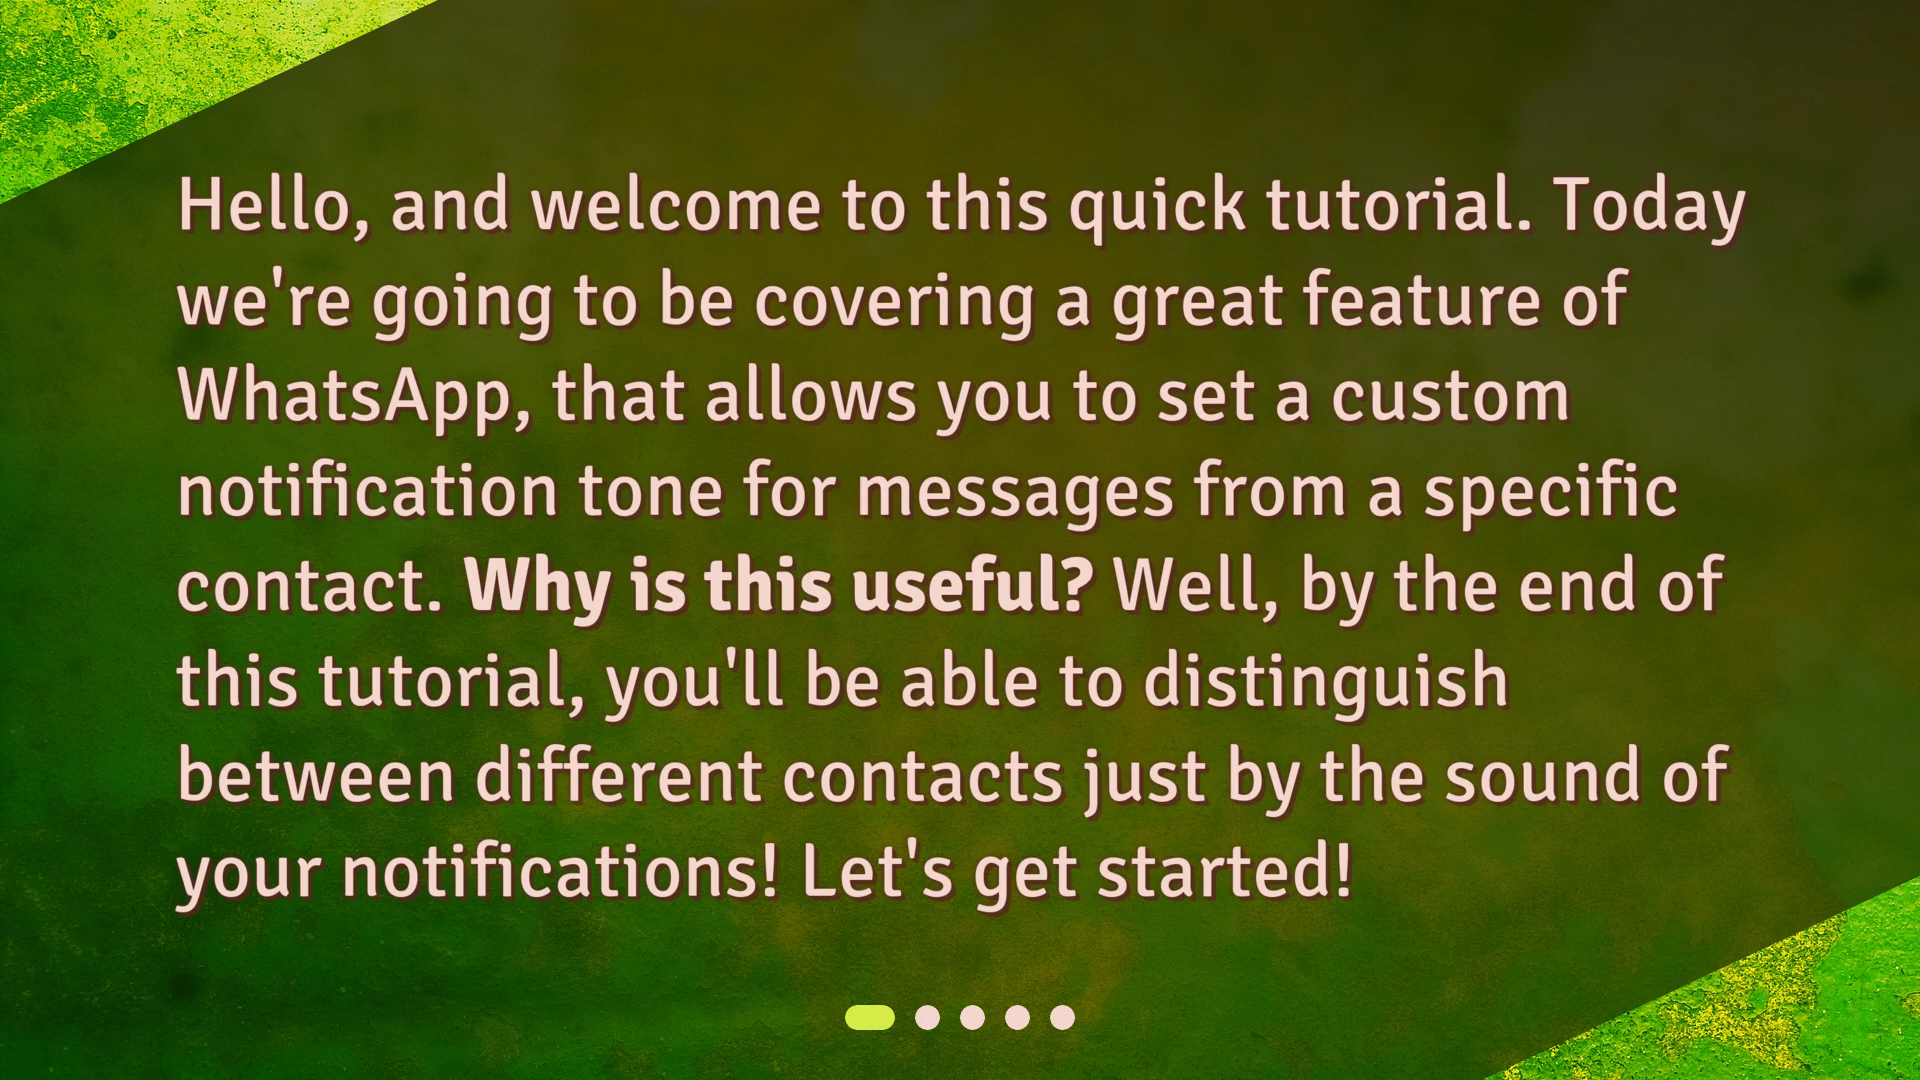 Hello, and welcome to this quick tutorial. Today
we're going to be covering a great feature of
WhatsApp, that allows you to set a custom
notification tone for messages from a specific
contact. Why is this useful? Well, by the end of
this tutorial, you'll be able to distinguish
between different contacts just by the sound of
your notifications! Let's get started!